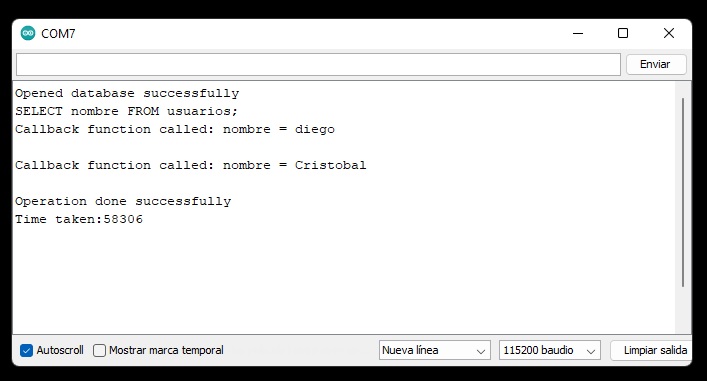 COM7
Enviar
Opened database successfully
SELECT nombre FROM usuarios;
Callback function called: nombre = diego
Callback function called: nombre = Cristobal
Operation done successfully
Time taken:58306
Autoscroll Mostrar marca temporal Nueva línea 115200 baudio Limpiar salida